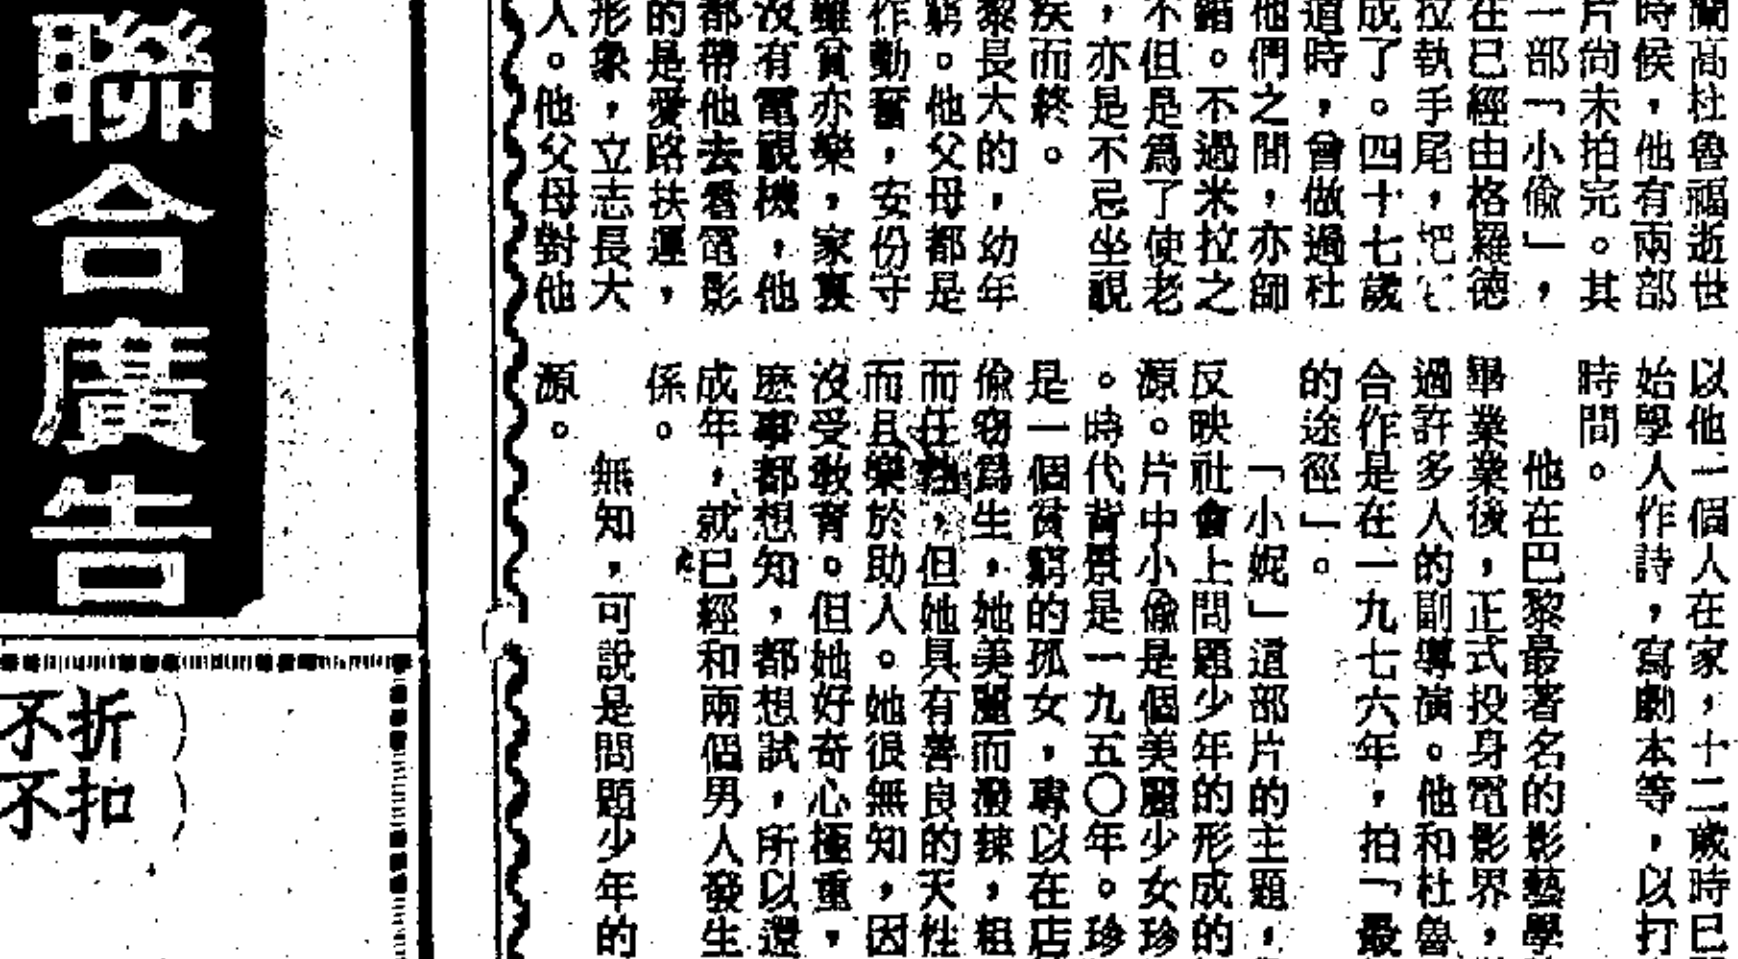 蘭高杜魯福逝世
時候，他有兩部
片尚未拍完。其
一部「小偷」，
在已經由格羅德
拉執手尾，把
成了。四十七歲
道時，曾做過杜
他們之間，亦師
錯。不過米拉之
不但是爲了使老
，亦是不忌坐視
疾而終。
黎長大的，幼年
窮。他父母都是
作勤奮，安份守
雖貧亦樂，家裏
沒有電視機，他
都帶他去看電影
的是愛路扶連，
形象，立志長大
人。他父母對他
以他一個人在家，十二歲時已
始學人作詩，寫劇本等，以打
時間。
他在巴黎最著名的影藝學
畢業業後，正式投身電影界，
過許多人的副導演。他和杜魯
合作是在一九七六年，拍「最
的途徑」。
「小妮」這部片的主題，
反映社會上問題少年的形成的
源。片中小偷是個美麗少女珍
。時代背景是一九五〇年。珍
是一個貧窮的孤女，專以在店
偷窃爲生，她美麗而潑辣，粗
而任性，但她具有善良的天性
而且樂於助人。她很無知，因
沒受教育。但她好奇心極重，
麼事都想知，都想試，所以還
成年，就已經和兩個男人發生
係。
無知，可說是問題少年的
源。
聯合廣告
折扣
不不